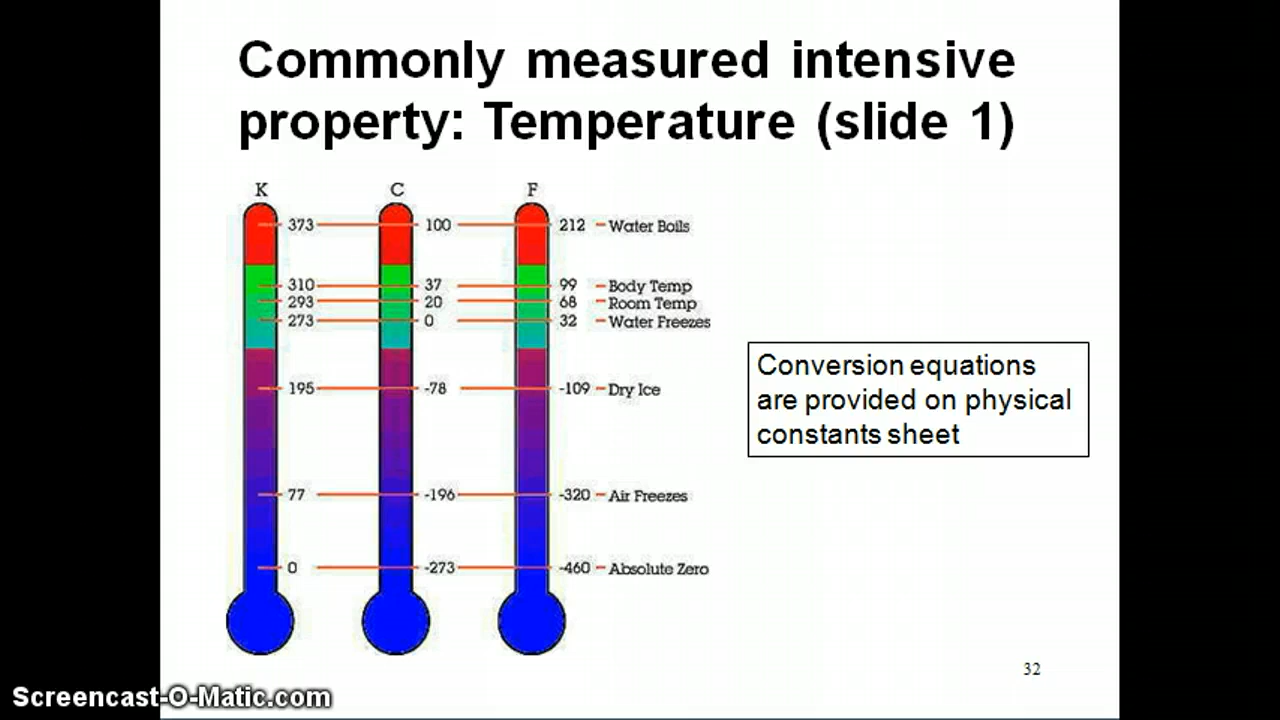 Commonly measured intensive
property: Temperature (slide 1)
K C F
373 100 212 Water Boils
310 37 99 Body Temp
293 20 68 Room Temp
273 0 32 Water Freezes
195 -78 -109 Dry Ice
77 -196 -320 Air Freezes
0 -273 -460 Absolute Zero
Conversion equations
are provided on physical
constants sheet
32
Screencast-O-Matic.com